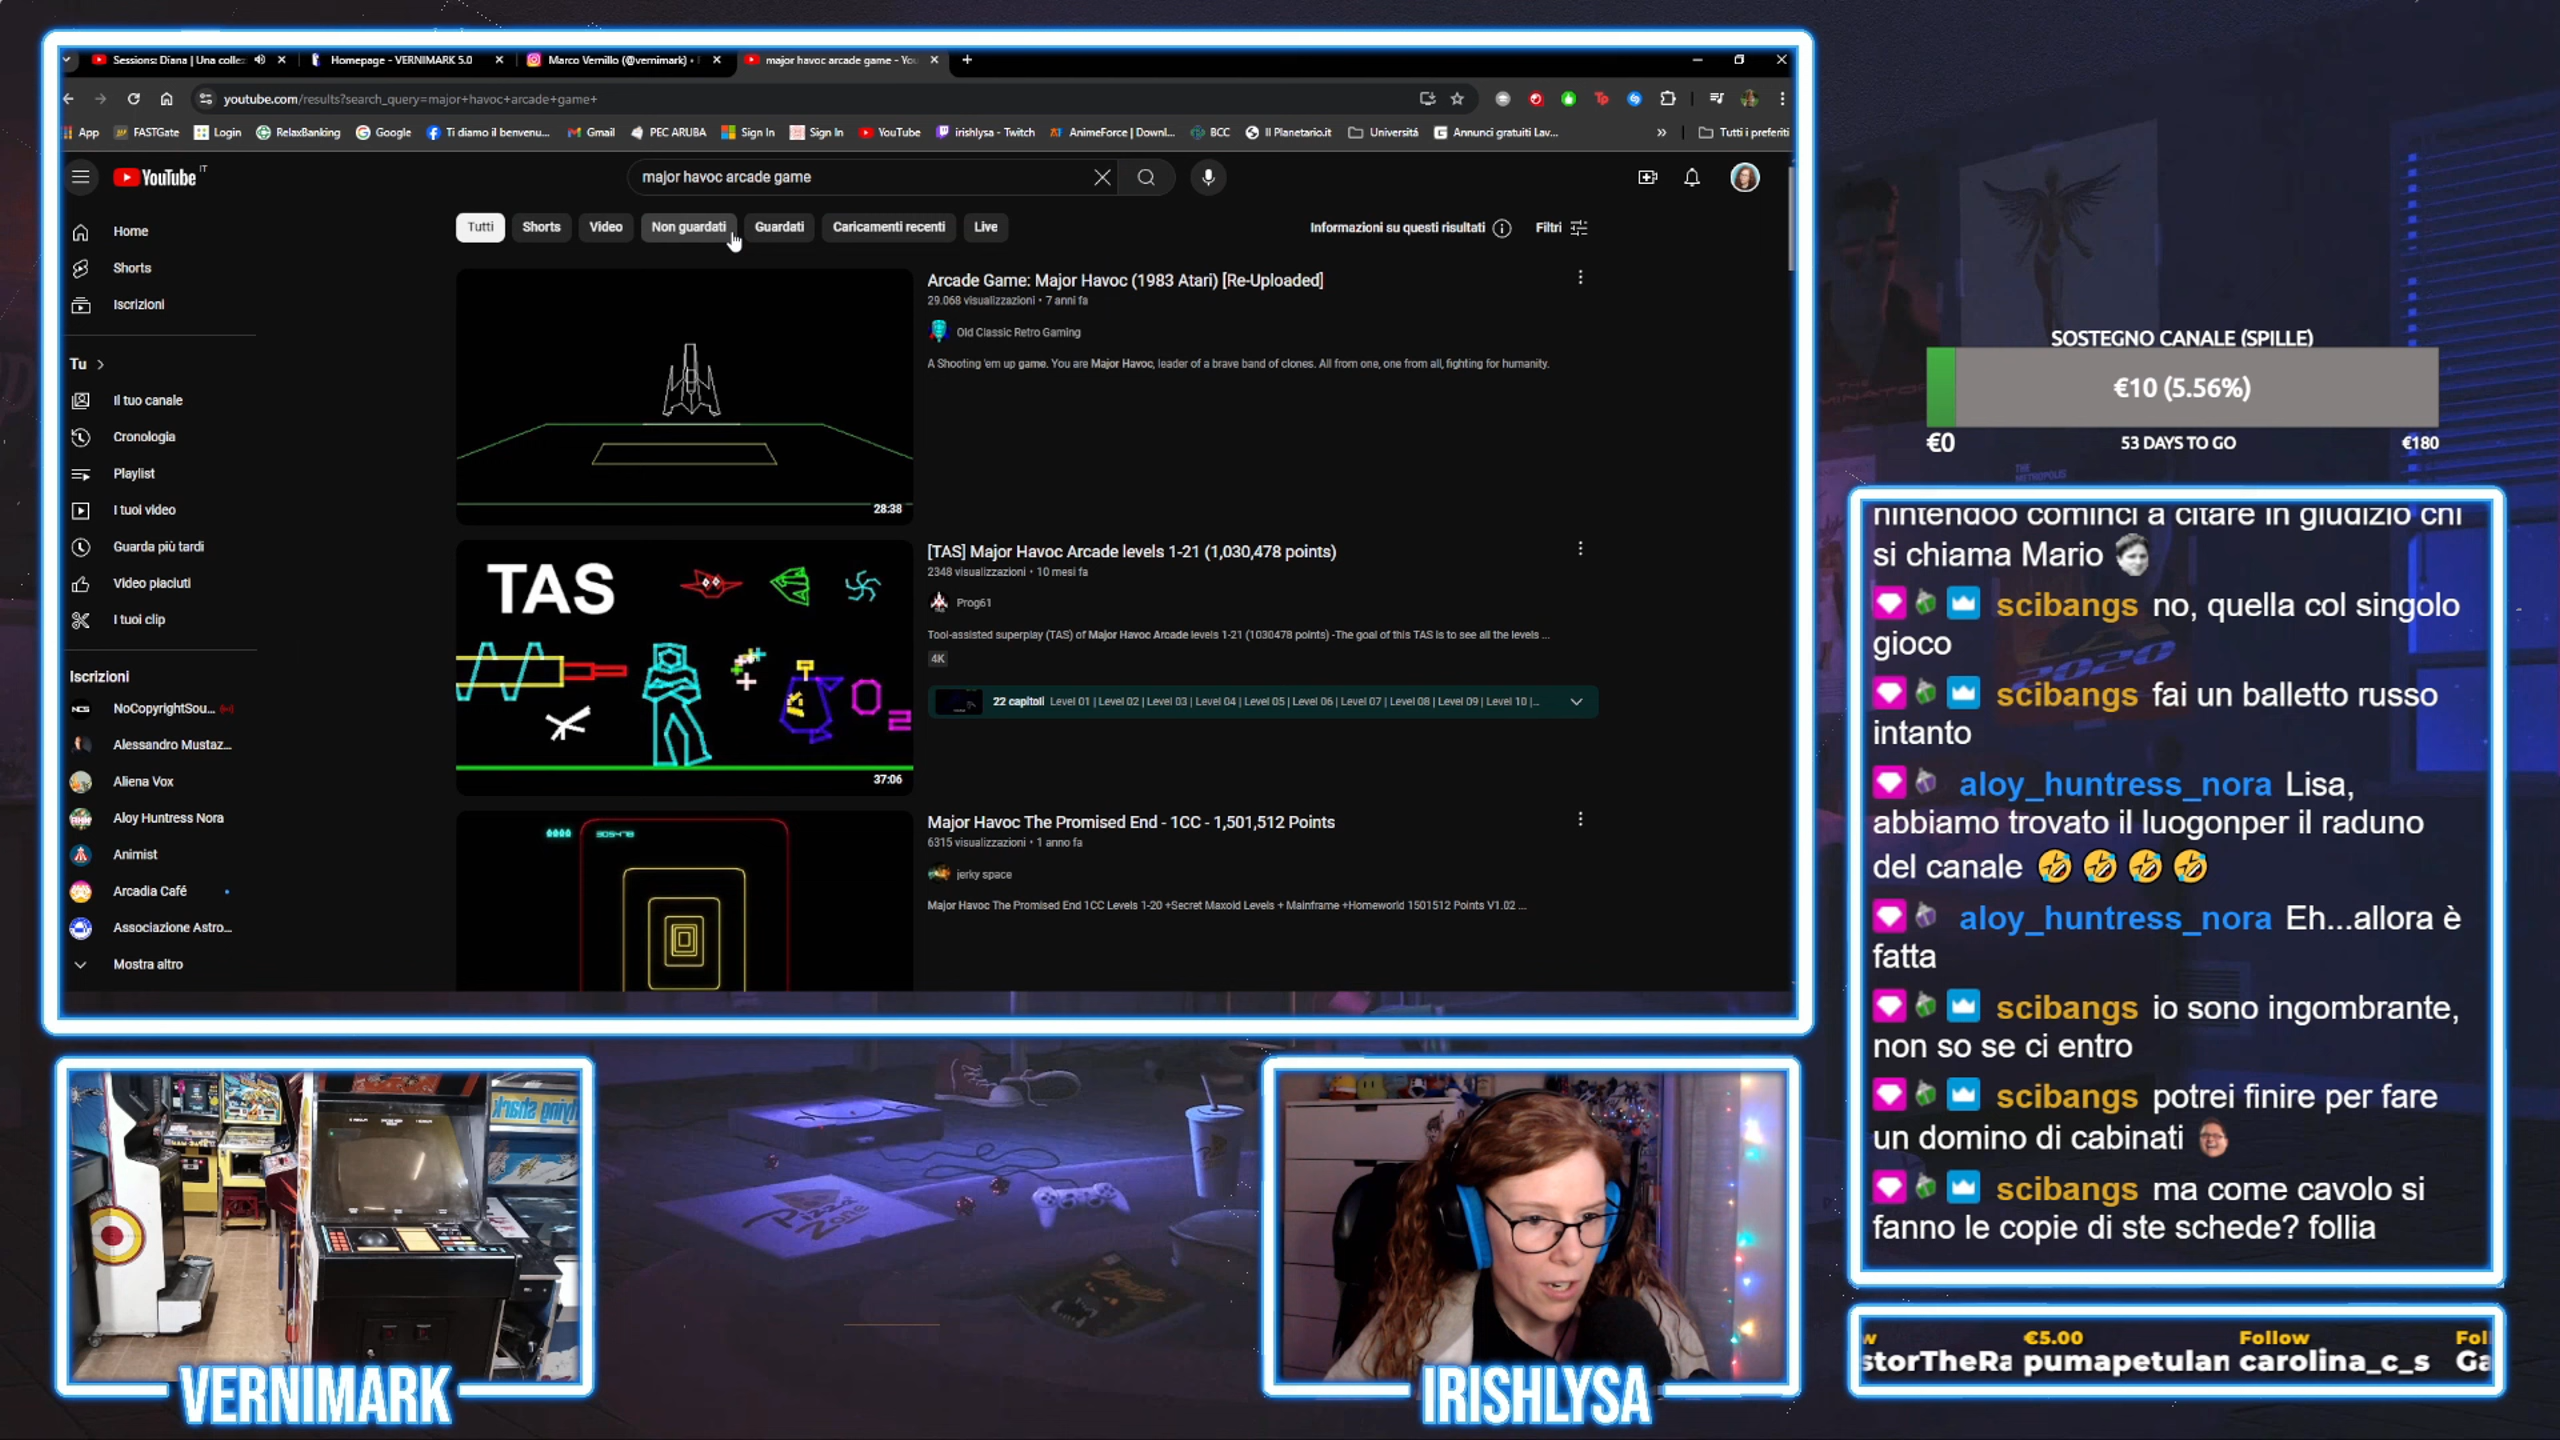 Sessions: Diana | Una colle
Homepage - VERNIMARK 5.0
Marco Vernillo (@vernimark) •
major havoc arcade game - You
youtube.com/results?search_query=major+havoc+arcade+game+
App
FASTGate
Login
RelaxBanking
Google
Ti diamo il benvenu...
Gmail
PEC ARUBA
Sign In
Sign In
YouTube
irishlysa - Twitch
AnimeForce | Downl...
BCC
Il Planetario.it
Università
Annunci gratuiti Lav...
Tutti i preferiti
YouTube IT
major havoc arcade game
Tutti
Shorts
Video
Non guardati
Guardati
Caricamenti recenti
Live
Informazioni su questi risultati
Filtri
Home
Shorts
Iscrizioni
Tu
Il tuo canale
Cronologia
Playlist
I tuoi video
Guarda più tardi
Video piaciuti
I tuoi clip
Iscrizioni
NoCopyrightSou...
Alessandro Mustaz...
Aliena Vox
Aloy Huntress Nora
Animist
Arcadia Café
Associazione Astro...
Mostra altro
28:38
Arcade Game: Major Havoc (1983 Atari) [Re-Uploaded]
29.068 visualizzazioni • 7 anni fa
Old Classic Retro Gaming
A Shooting 'em up game. You are Major Havoc, leader of a brave band of clones. All from one, one from all, fighting for humanity.
TAS
37:06
[TAS] Major Havoc Arcade levels 1-21 (1,030,478 points)
2348 visualizzazioni • 10 mesi fa
Prog61
Tool-assisted superplay (TAS) of Major Havoc Arcade levels 1-21 (1030478 points) -The goal of this TAS is to see all the levels ...
4K
22 capitoli Level 01 | Level 02 | Level 03 | Level 04 | Level 05 | Level 06 | Level 07 | Level 08 | Level 09 | Level 10 |...
Major Havoc The Promised End - 1CC - 1,501,512 Points
6315 visualizzazioni • 1 anno fa
jerky space
Major Havoc The Promised End 1CC Levels 1-20 +Secret Maxoid Levels + Mainframe +Homeworld 1501512 Points V1.02 ...
SOSTEGNO CANALE (SPILLE)
€10 (5.56%)
€0
53 DAYS TO GO
€180
nintendoo cominci a citare in giudizio chi
si chiama Mario
scibangs no, quella col singolo
gioco
scibangs fai un balletto russo
intanto
aloy_huntress_nora Lisa,
abbiamo trovato il luogonper il raduno
del canale
aloy_huntress_nora Eh...allora è
fatta
scibangs io sono ingombrante,
non so se ci entro
scibangs potrei finire per fare
un domino di cabinati
scibangs ma come cavolo si
fanno le copie di ste schede? follia
storTheRa
€5.00
pumapetulan
Follow
carolina_c_s
Fol
Ga
Pizza
Zone
2020
VERNIMARK
IRISHLYSA